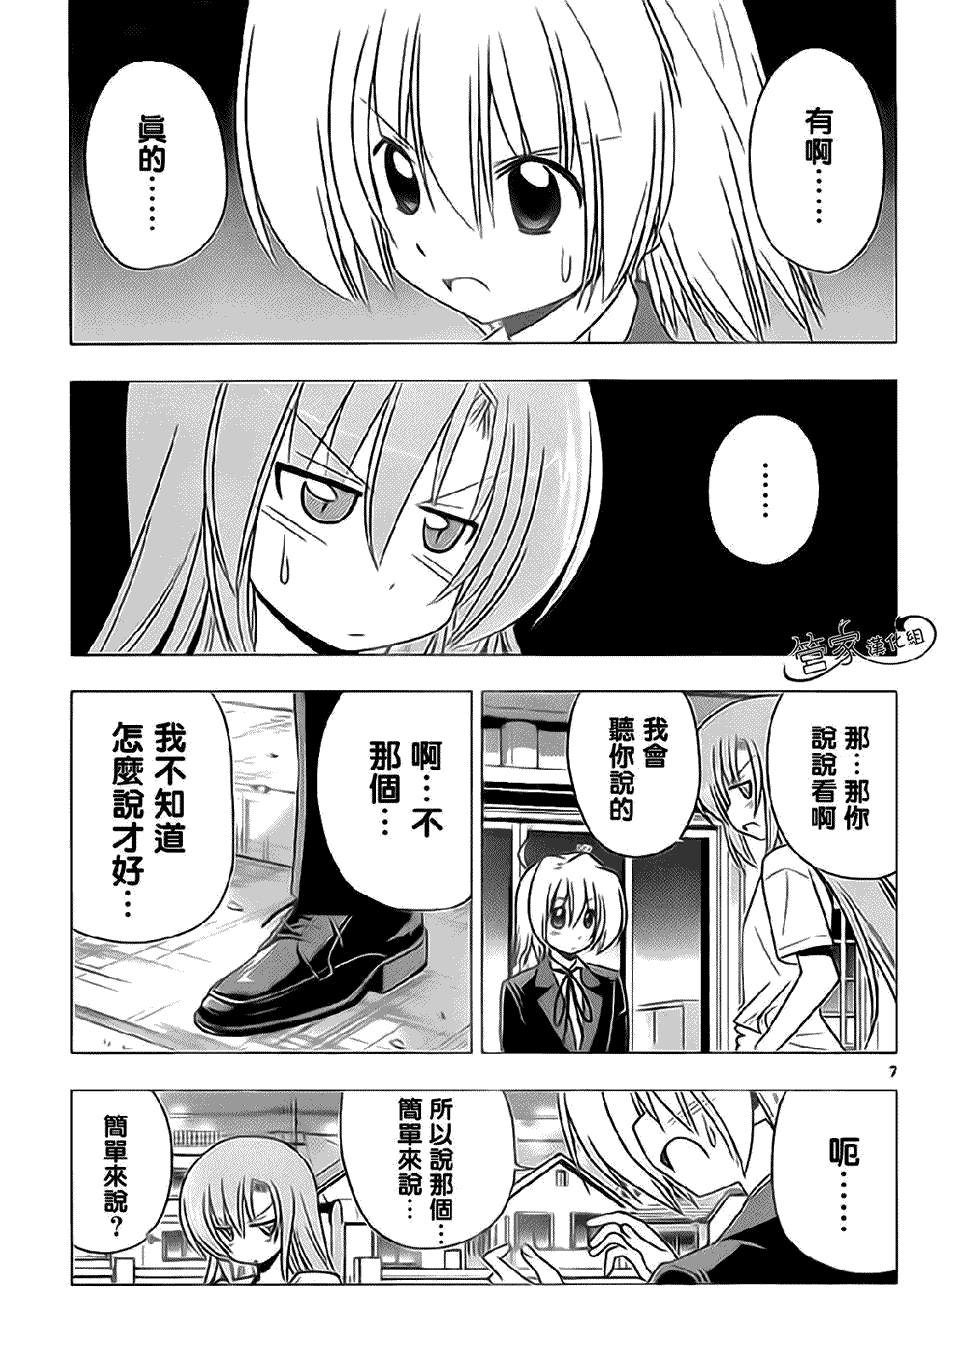 有啊……
眞的……
……
管家漢化組
那…那你
說說看啊
我會
聽你說的
啊…不
那個…
我不知道
怎麼說才好…
7
呃……
所以說那個…
簡單來說…
簡單來說？